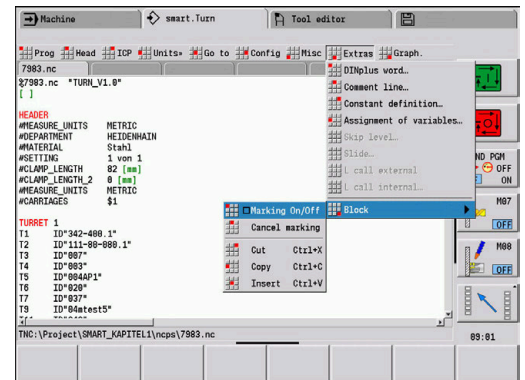 Machine
smart.Turn
Tool editor
Prog Head ICP Units» Go to Config Misc Extras Graph.
7983.nc
%7983.nc "TURN_V1.0"
[ ]
HEADER
#MEASURE_UNITS METRIC
#DEPARTMENT HEIDENHAIN
#MATERIAL Stahl
#SETTING 1 von 1
#CLAMP_LENGTH 82 [mm]
#CLAMP_LENGTH_2 0 [mm]
#MEASURE_UNITS METRIC
#CARRIAGES $1
TURRET 1
T1 ID"342-400.1"
T2 ID"111-80-080.1"
T3 ID"007"
T4 ID"003"
T5 ID"004AP1"
T6 ID"020"
T7 ID"037"
T9 ID"04mtest5"
DINplus word…
Comment line…
Constant definition…
Assignment of variables…
Skip level…
Slide…
L call external
L call internal…
Block
Marking On/Off
Cancel marking
Cut Ctrl+X
Copy Ctrl+C
Insert Ctrl+V
ND PGM
OFF
ON
M07
OFF
M08
OFF
TNC:\Project\SMART_KAPITEL1\ncps\7983.nc
09:01